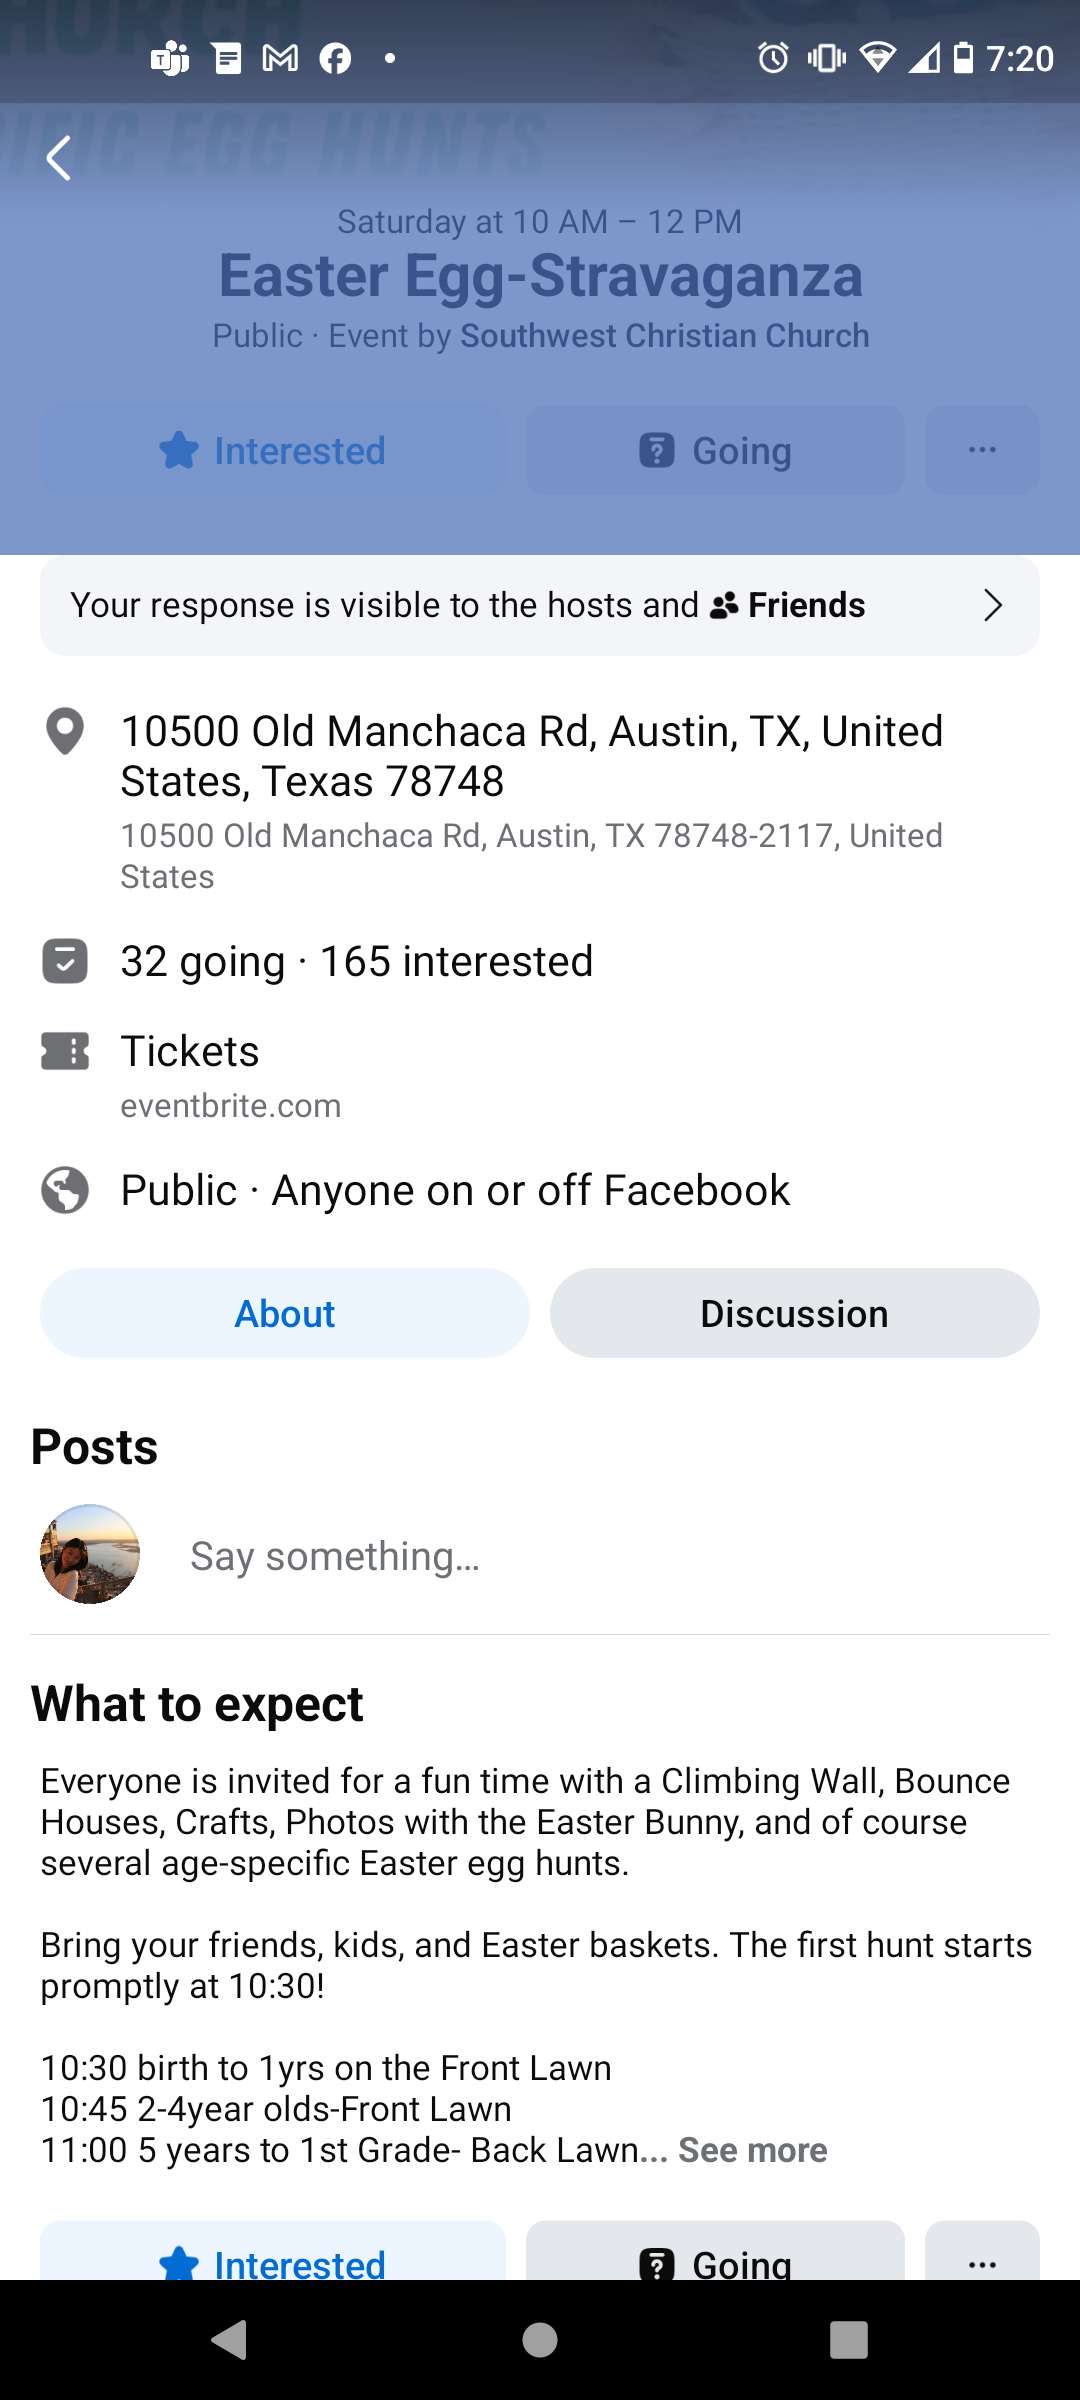 7:20
EGG HUNTS
Saturday at 10 AM – 12 PM
Easter Egg-Stravaganza
Public · Event by Southwest Christian Church
Interested
Going
Your response is visible to the hosts and Friends
10500 Old Manchaca Rd, Austin, TX, United
States, Texas 78748
10500 Old Manchaca Rd, Austin, TX 78748-2117, United
States
32 going · 165 interested
Tickets
eventbrite.com
Public · Anyone on or off Facebook
About
Discussion
Posts
Say something...
What to expect
Everyone is invited for a fun time with a Climbing Wall, Bounce
Houses, Crafts, Photos with the Easter Bunny, and of course
several age-specific Easter egg hunts.
Bring your friends, kids, and Easter baskets. The first hunt starts
promptly at 10:30!
10:30 birth to 1yrs on the Front Lawn
10:45 2-4year olds-Front Lawn
11:00 5 years to 1st Grade- Back Lawn... See more
Interested
Going